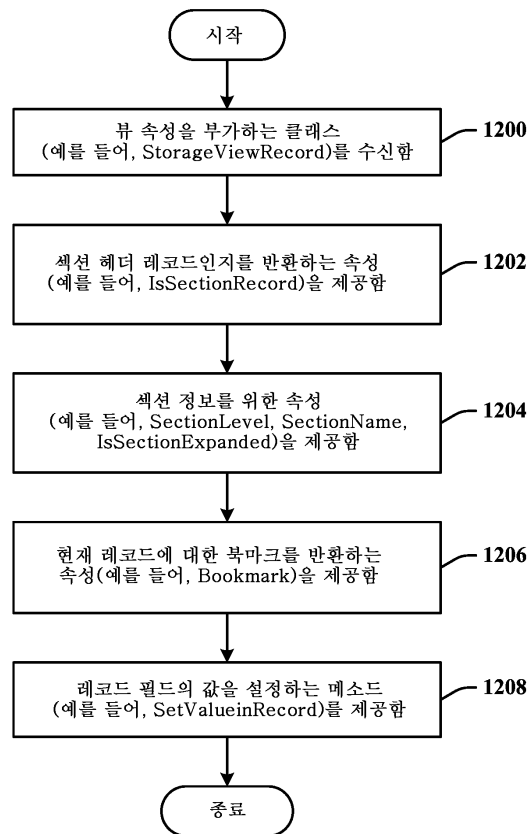 시작
뷰 속성을 부가하는 클래스
(예를 들어, StorageViewRecord)를 수신함
1200
섹션 헤더 레코드인지를 반환하는 속성
(예를 들어, IsSectionRecord)을 제공함
1202
섹션 정보를 위한 속성
(예를 들어, SectionLevel, SectionName,
IsSectionExpanded)을 제공함
1204
현재 레코드에 대한 북마크를 반환하는
속성(예를 들어, Bookmark)을 제공함
1206
레코드 필드의 값을 설정하는 메소드
(예를 들어, SetValueinRecord)를 제공함
1208
종료